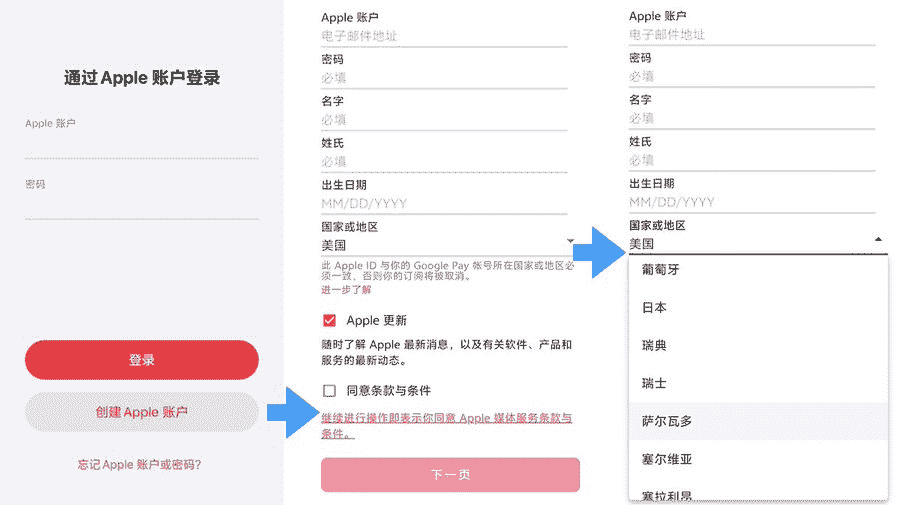 通过 Apple 账户登录
Apple 账户
密码
登录
创建 Apple 账户
忘记 Apple 账户或密码?
Apple 账户
电子邮件地址
密码
必填
名字
必填
姓氏
必填
出生日期
MM/DD/YYYY
国家或地区
美国
此 Apple ID 与你的 Google Pay 帐号所在国家或地区必
须一致，否则你的订阅将被取消。
进一步了解
Apple 更新
随时了解 Apple 最新消息，以及有关软件、产品和
服务的最新动态。
同意条款与条件
继续进行操作即表示你同意 Apple 媒体服务条款与
条件。
下一页
Apple 账户
电子邮件地址
密码
必填
名字
必填
姓氏
必填
出生日期
MM/DD/YYYY
国家或地区
美国
葡萄牙
日本
瑞典
瑞士
萨尔瓦多
塞尔维亚
塞拉利昂